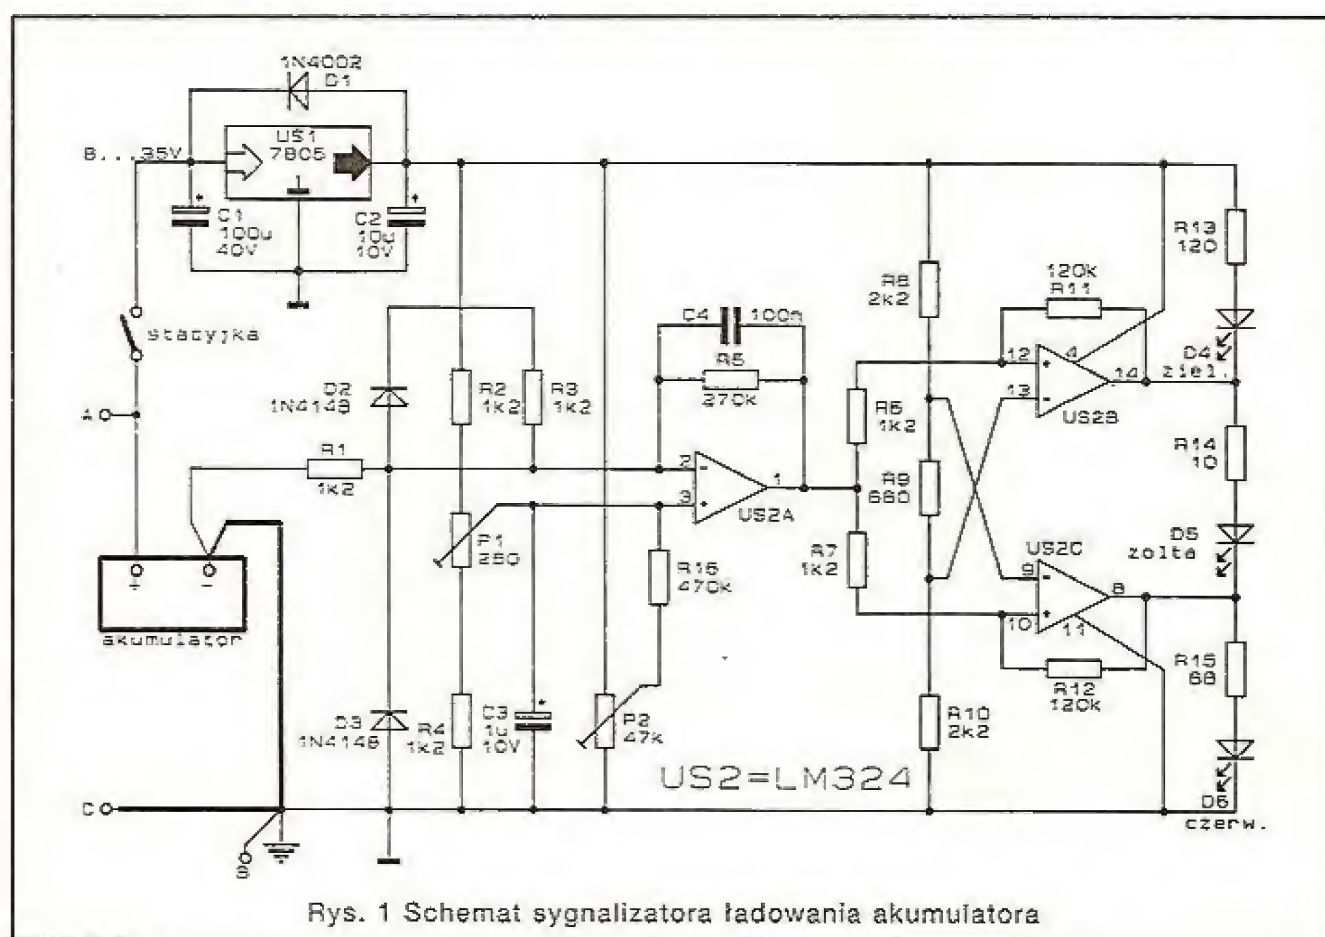 1N4002
D1
US1
7805
8...35V
C1
100u
40V
C2
10u
10V
stacyjka
A
D2
1N4148
R2
1k2
R3
1k2
R1
1k2
C4
100n
R5
270k
2
3
1
US2A
P1
250
R16
470k
akumulator
+
-
D3
1N4148
R4
1k2
C3
1u
10V
P2
47k
R8
2k2
R6
1k2
R9
680
R7
1k2
R10
2k2
120k
R11
12
13
4
14
US2B
US2C
9
10
11
8
R12
120k
R13
120
D4
ziel.
R14
10
D5
zolta
R15
68
D6
czerw.
C
B
US2=LM324
Rys. 1 Schemat sygnalizatora ładowania akumulatora